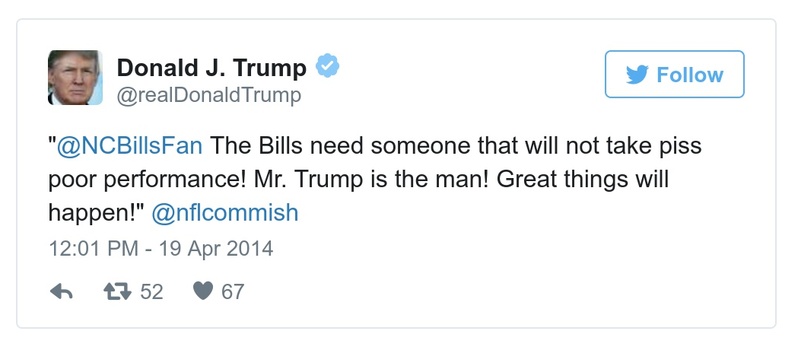 Donald J. Trump
Follow
@realDonaldTrump
"@NCBillsFan The Bills need someone that will not take piss
poor performance! Mr. Trump is the man! Great things will
happen!" @nflcommish
12:01 PM - 19 Apr 2014
52 67